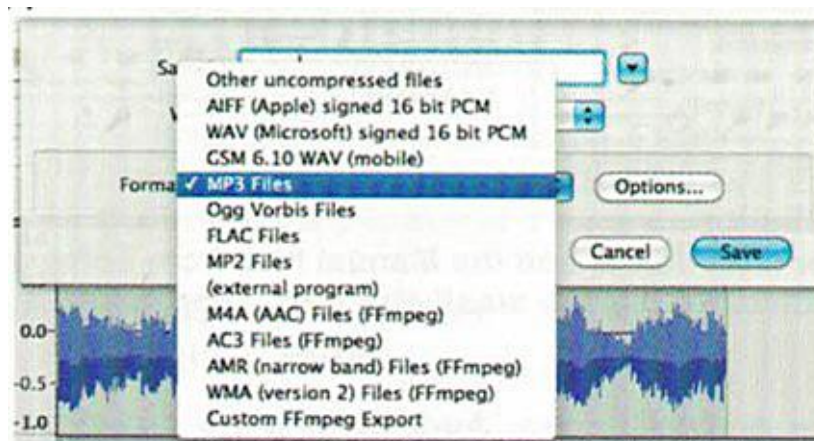 Sa
Other uncompressed files
AIFF (Apple) signed 16 bit PCM
WAV (Microsoft) signed 16 bit PCM
GSM 6.10 WAV (mobile)
Forma ✓ MP3 Files Options...
Ogg Vorbis Files
FLAC Files
MP2 Files
Cancel Save
(external program)
M4A (AAC) Files (FFmpeg)
0.0
AC3 Files (FFmpeg)
AMR (narrow band) Files (FFmpeg)
-0.5
WMA (version 2) Files (FFmpeg)
Custom FFmpeg Export
-1.0